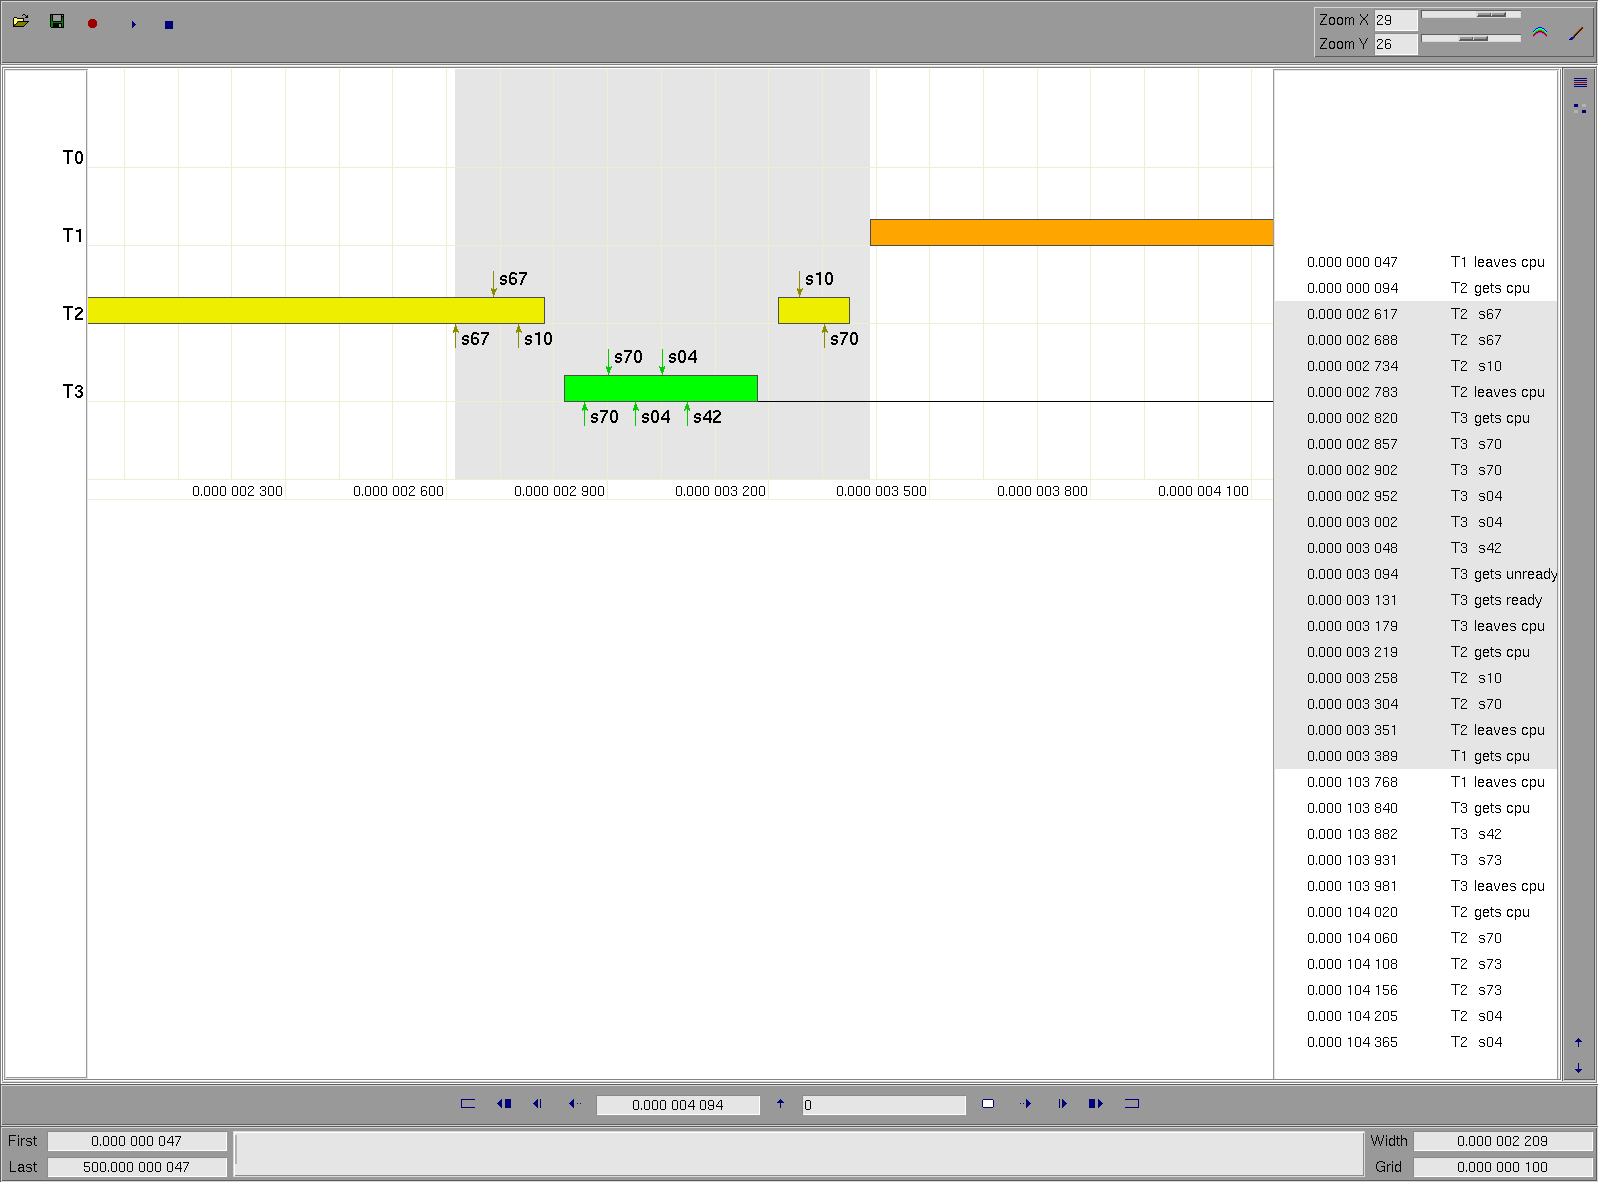 Zoom X 29
Zoom Y 26
T0
T1
T2
T3
s67
s10
s67
s10
s70
s70
s04
s70
s04
s42
0.000 002 300
0.000 002 600
0.000 002 900
0.000 003 200
0.000 003 500
0.000 003 800
0.000 004 100
0.000 000 047 T1 leaves cpu
0.000 000 094 T2 gets cpu
0.000 002 617 T2 s67
0.000 002 688 T2 s67
0.000 002 734 T2 s10
0.000 002 783 T2 leaves cpu
0.000 002 820 T3 gets cpu
0.000 002 857 T3 s70
0.000 002 902 T3 s70
0.000 002 952 T3 s04
0.000 003 002 T3 s04
0.000 003 048 T3 s42
0.000 003 094 T3 gets unready
0.000 003 131 T3 gets ready
0.000 003 179 T3 leaves cpu
0.000 003 219 T2 gets cpu
0.000 003 258 T2 s10
0.000 003 304 T2 s70
0.000 003 351 T2 leaves cpu
0.000 003 389 T1 gets cpu
0.000 103 768 T1 leaves cpu
0.000 103 840 T3 gets cpu
0.000 103 882 T3 s42
0.000 103 931 T3 s73
0.000 103 981 T3 leaves cpu
0.000 104 020 T2 gets cpu
0.000 104 060 T2 s70
0.000 104 108 T2 s73
0.000 104 156 T2 s73
0.000 104 205 T2 s04
0.000 104 365 T2 s04
0.000 004 094
0
First 0.000 000 047
Last 500.000 000 047
Width 0.000 002 209
Grid 0.000 000 100